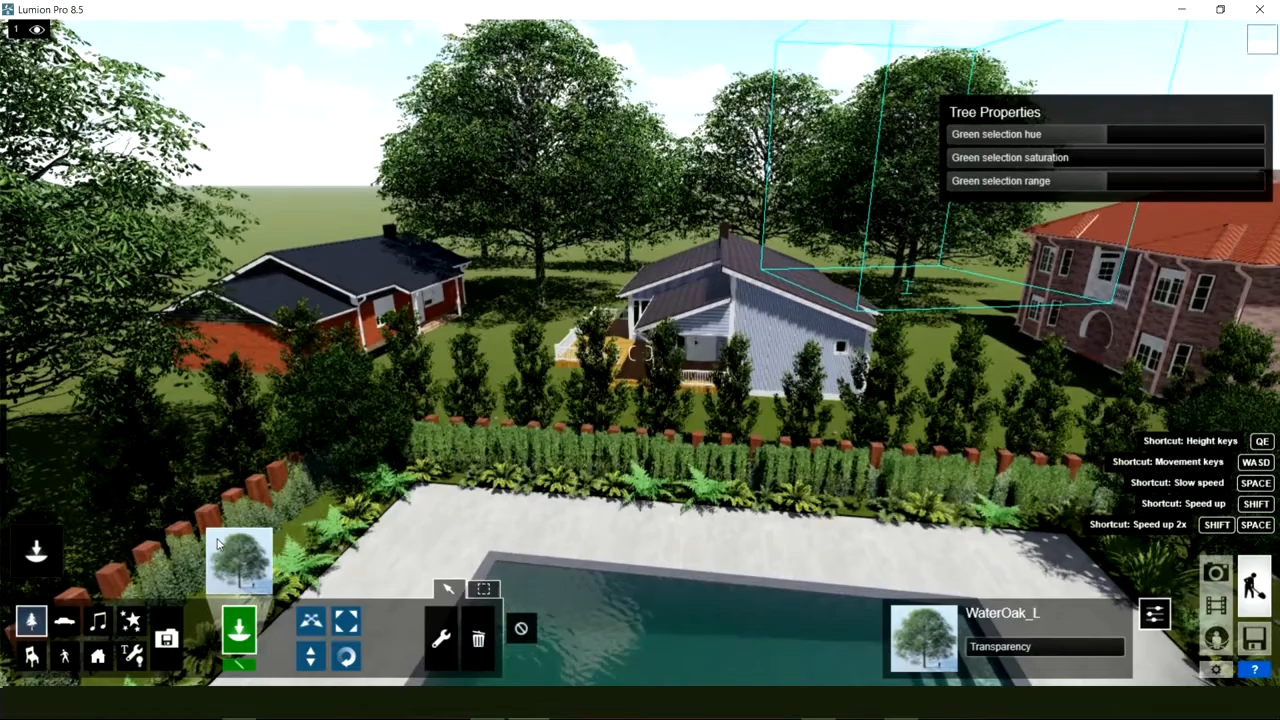 Lumion Pro 8.5
1
Tree Properties
Green selection hue
Green selection saturation
Green selection range
Shortcut: Height keys QE
Shortcut: Movement keys WASD
Shortcut: Slow speed SPACE
Shortcut: Speed up SHIFT
Shortcut: Speed up 2x SHIFT SPACE
WaterOak_L
Transparency
?